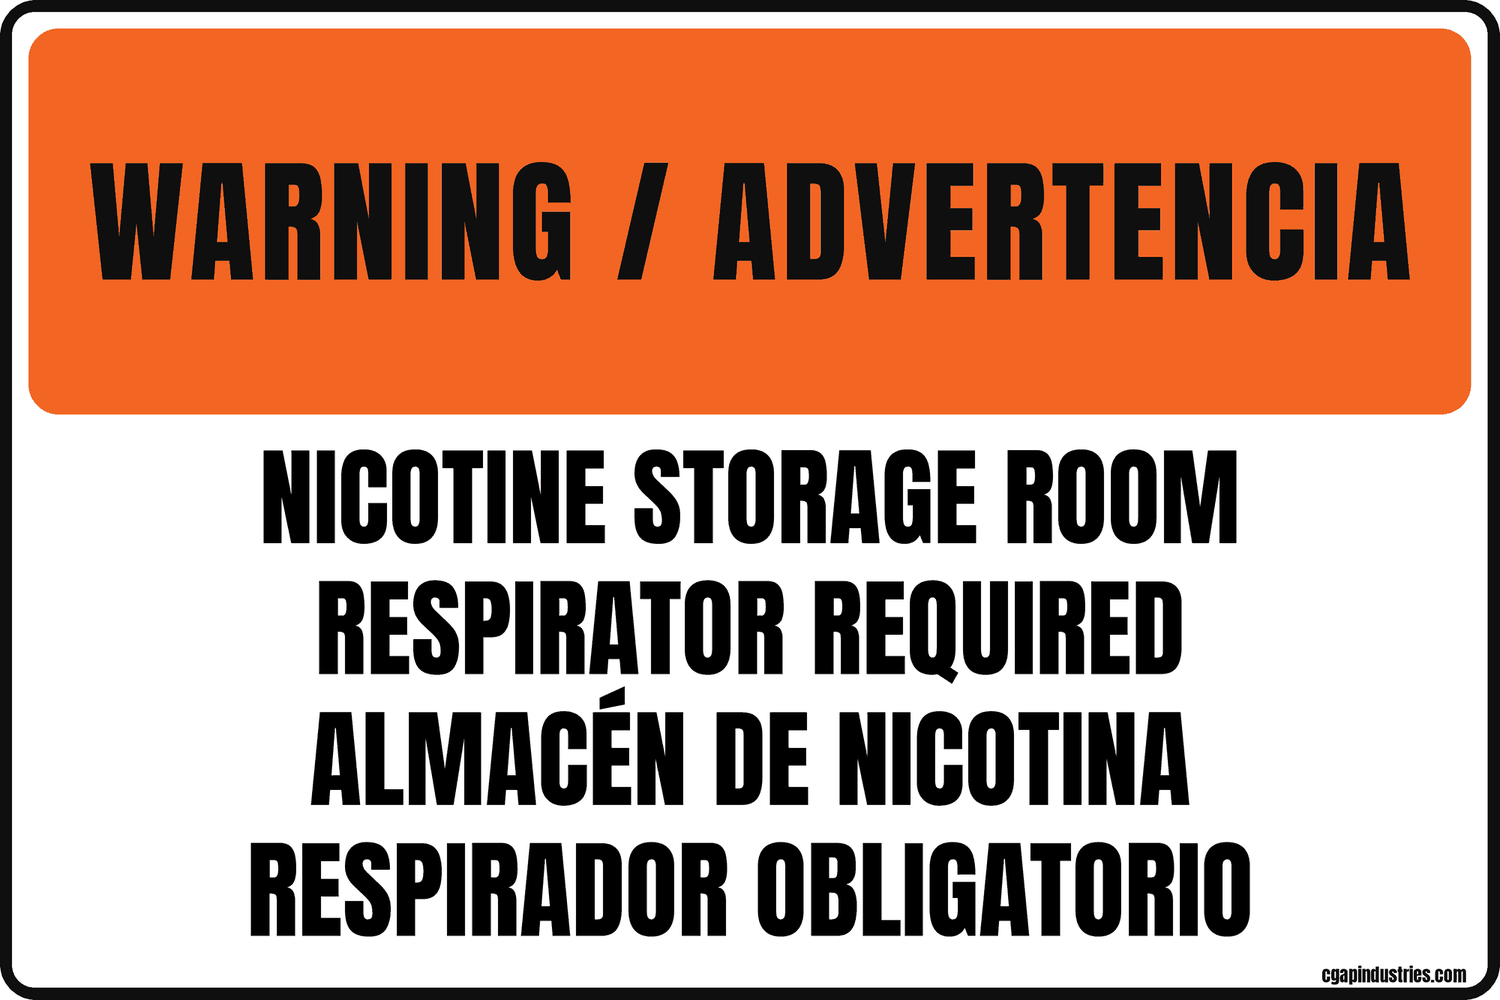 WARNING / ADVERTENCIA
NICOTINE STORAGE ROOM
RESPIRATOR REQUIRED
ALMACÉN DE NICOTINA
RESPIRADOR OBLIGATORIO
cgapindustries.com